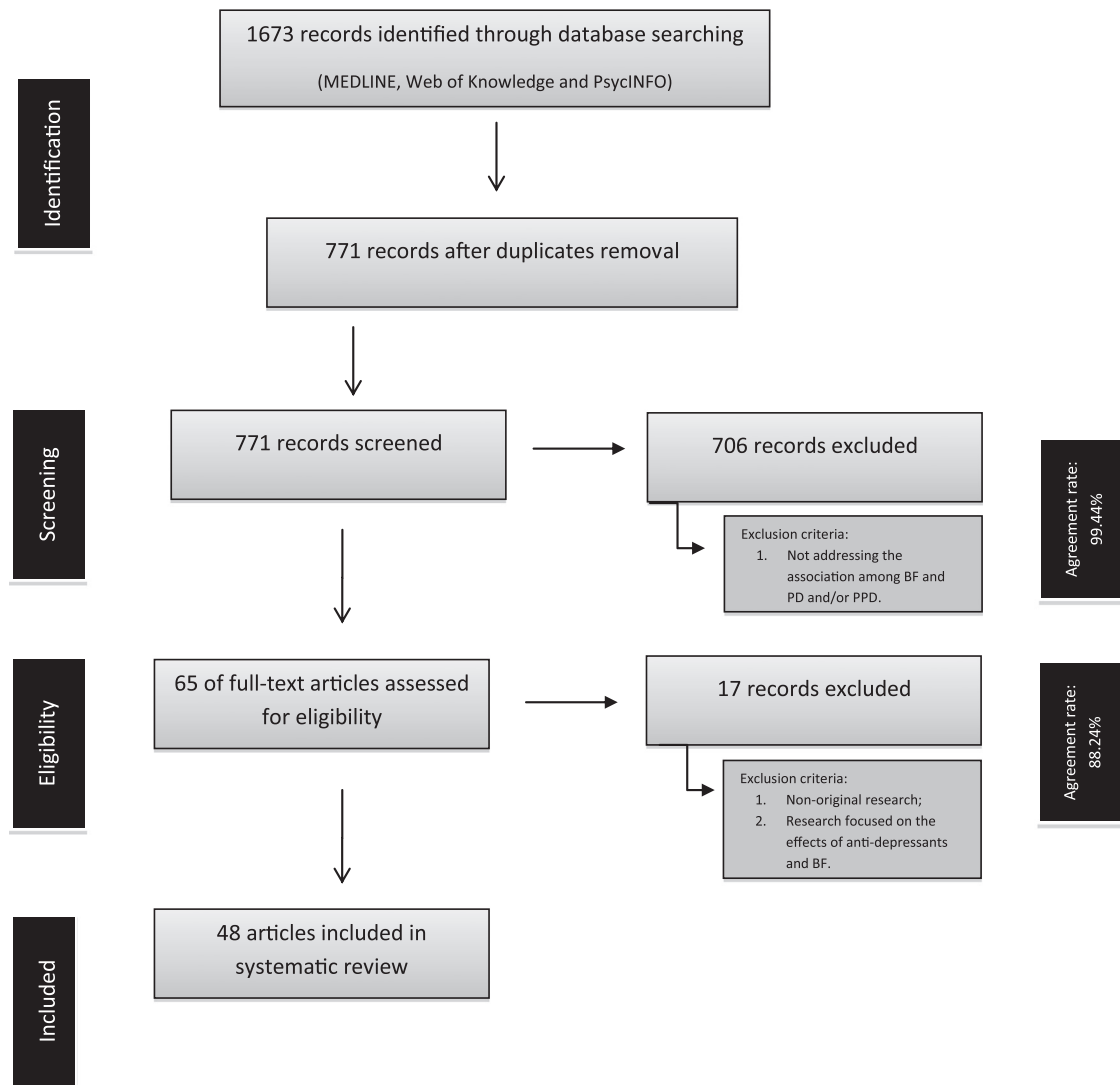 1673 records identified through database searching
(MEDLINE, Web of Knowledge and PsycINFO)
Identification
771 records after duplicates removal
Screening
771 records screened
706 records excluded
Exclusion criteria:
1. Not addressing the
association among BF and
PD and/or PPD.
Agreement rate:
99.44%
Eligibility
65 of full-text articles assessed
for eligibility
17 records excluded
Exclusion criteria:
1. Non-original research;
2. Research focused on the
effects of anti-depressants
and BF.
Agreement rate:
88.24%
Included
48 articles included in
systematic review